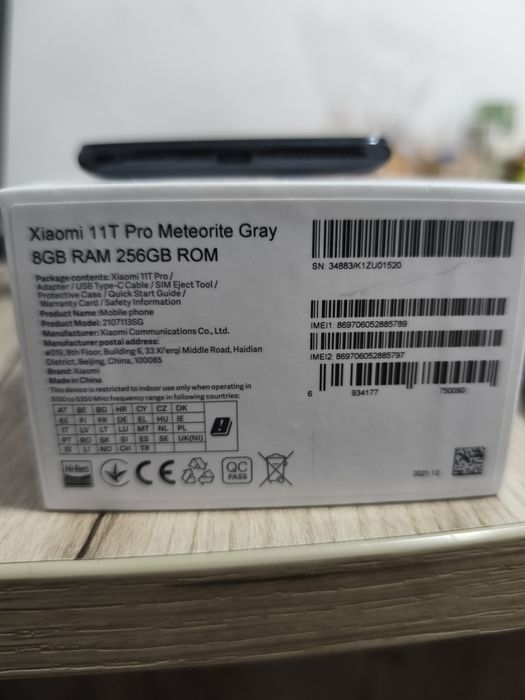 Xiaomi 11T Pro Meteorite Gray
8GB RAM 256GB ROM
Package contents: Xiaomi 11T Pro /
Adapter / USB Type-C Cable / SIM Eject Tool /
Protective Case / Quick Start Guide /
Warranty Card / Safety Information
Product Name:Mobile phone
Product Model:2107113SG
Manufacturer: Xiaomi Communications Co., Ltd.
Manufacturer postal address:
#019, 9th Floor, Building 6, 33 Xi'erqi Middle Road, Haidian
District, Beijing, China, 100085
Brand: Xiaomi
Made in China
This device is restricted to indoor use only when operating in
5150 to 5350 MHz frequency range in following countries:
AT BE BG HR CY CZ DK
EE FI FR DE EL HU IE
IT LV LT LU MT NL PL
PT RO SK SI ES SE UK(NI)
IS LI NO CH TR
Hi-Res
AUDIO
CE
QC
PASS
SN: 34883/K1ZU01520
IMEI1: 869706052885789
IMEI2: 869706052885797
6 934177 750090
2021.12